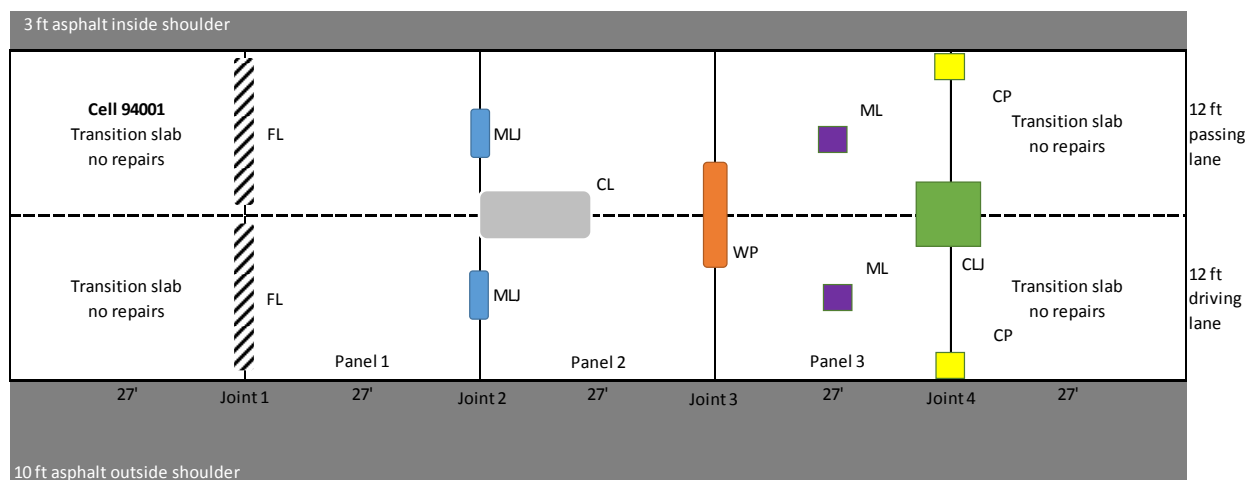 3 ft asphalt inside shoulder
Cell 94001
Transition slab
no repairs
FL
MLJ
CL
ML
CP
Transition slab
no repairs
12 ft
passing
lane
WP
Transition slab
no repairs
FL
MLJ
ML
CLJ
Transition slab
no repairs
12 ft
driving
lane
CP
Panel 1
Panel 2
Panel 3
27'
Joint 1
27'
Joint 2
27'
Joint 3
27'
Joint 4
27'
10 ft asphalt outside shoulder